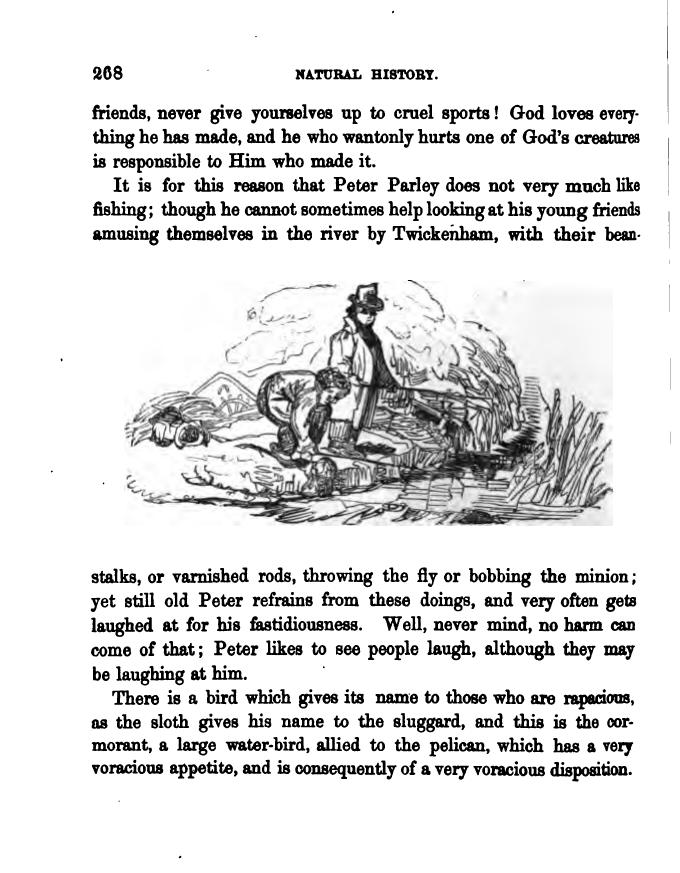 268
NATURAL HISTORY.
friends, never give yourselves up to cruel sports! God loves every-
thing he has made, and he who wantonly hurts one of God's creatures
is responsible to Him who made it.
It is for this reason that Peter Parley does not very much like
fishing; though he cannot sometimes help looking at his young friends
amusing themselves in the river by Twickenham, with their bean-
stalks, or varnished rods, throwing the fly or bobbing the minion;
yet still old Peter refrains from these doings, and very often gets
laughed at for his fastidiousness. Well, never mind, no harm can
come of that; Peter likes to see people laugh, although they may
be laughing at him.
There is a bird which gives its name to those who are rapacious,
as the sloth gives his name to the sluggard, and this is the cor-
morant, a large water-bird, allied to the pelican, which has a very
voracious appetite, and is consequently of a very voracious disposition.